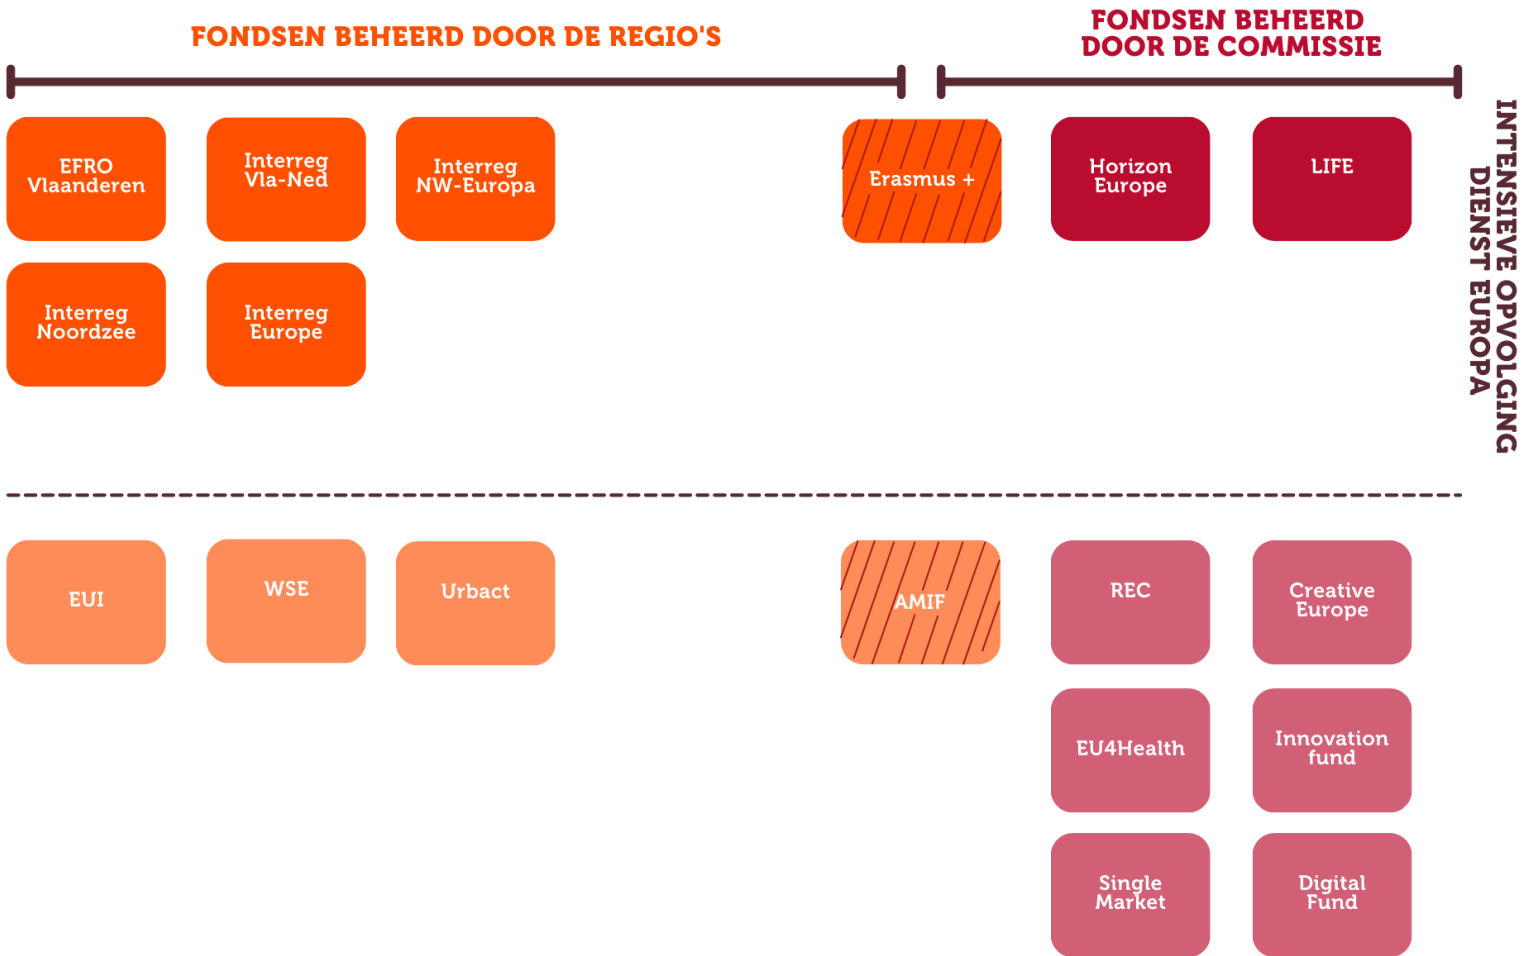 FONDSEN BEHEERD DOOR DE REGIO'S
FONDSEN BEHEERD
DOOR DE COMMISSIE
EFRO
Vlaanderen
Interreg
Vla-Ned
Interreg
NW-Europa
Erasmus +
Horizon
Europe
LIFE
Interreg
Noordzee
Interreg
Europe
INTENSIEVE OPVOLGING
DIENST EUROPA
EUI
WSE
Urbact
AMIF
REC
Creative
Europe
EU4Health
Innovation
fund
Single
Market
Digital
Fund